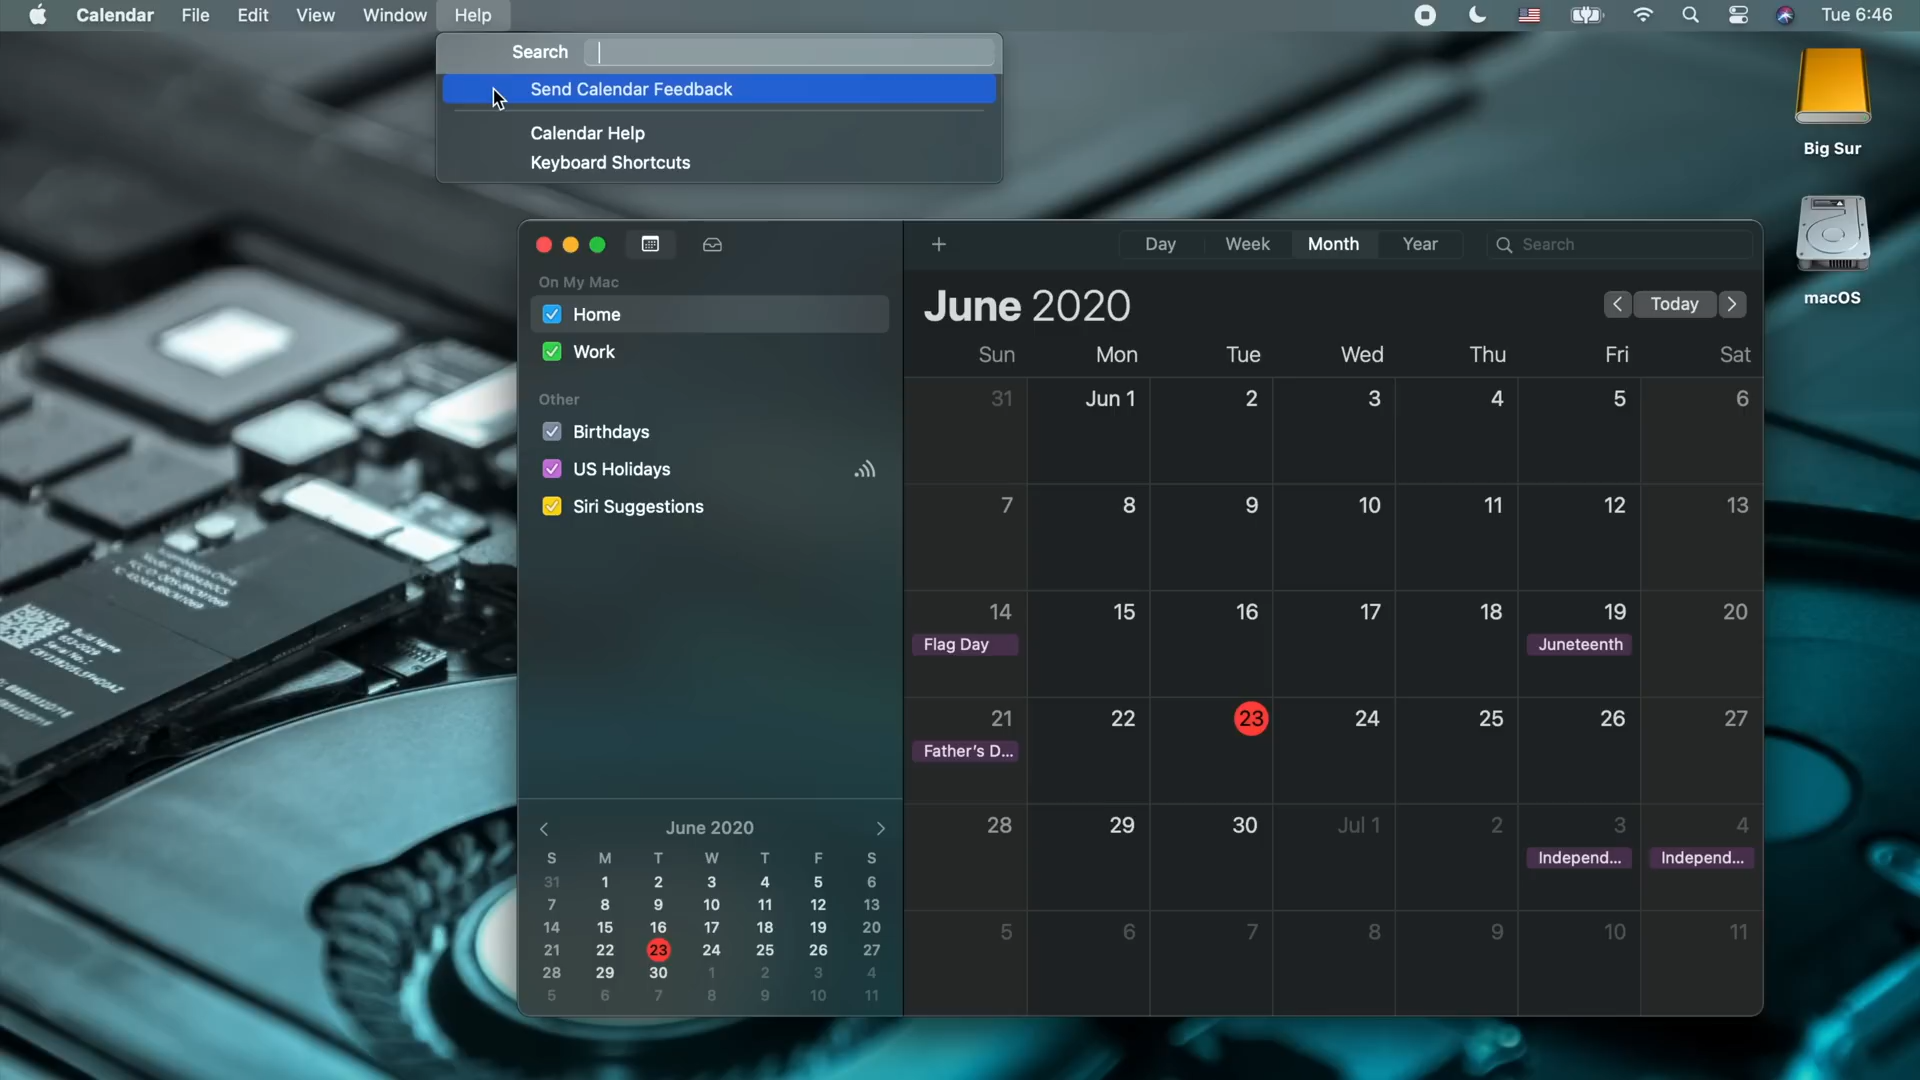 Calendar File Edit View Window Help Tue 6:46
Search
Send Calendar Feedback
Calendar Help
Keyboard Shortcuts
Big Sur
macOS
On My Mac
Home
Work
Other
Birthdays
US Holidays
Siri Suggestions
June 2020
S M T W T F S
31 1 2 3 4 5 6
7 8 9 10 11 12 13
14 15 16 17 18 19 20
21 22 23 24 25 26 27
28 29 30 1 2 3 4
5 6 7 8 9 10 11
+ Day Week Month Year Search
June 2020
< Today >
Sun Mon Tue Wed Thu Fri Sat
31 Jun 1 2 3 4 5 6
7 8 9 10 11 12 13
14 15 16 17 18 19 20
Flag Day Juneteenth
21 22 23 24 25 26 27
Father's D...
28 29 30 Jul 1 2 3 4
Independ... Independ...
5 6 7 8 9 10 11